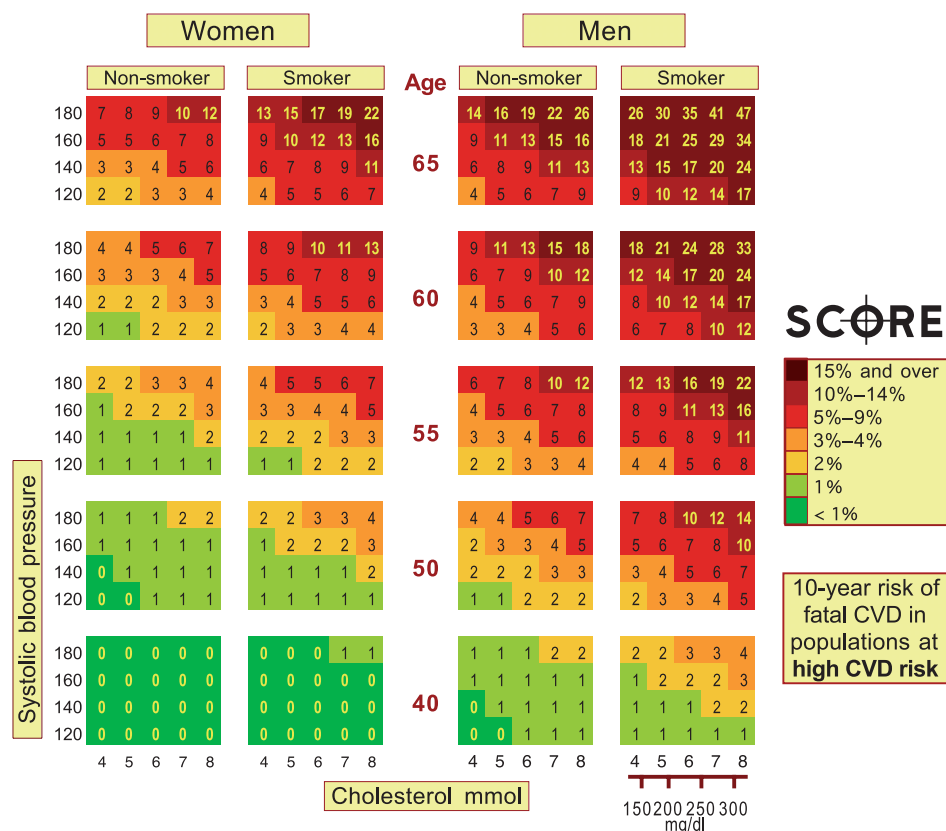 Women Men
Non-smoker Smoker Age Non-smoker Smoker
180 7 8 9 10 12 13 15 17 19 22 14 16 19 22 26 26 30 35 41 47
160 5 5 6 7 8 9 10 12 13 16 9 11 13 15 16 18 21 25 29 34
65
140 3 3 4 5 6 6 7 8 9 11 6 8 9 11 13 13 15 17 20 24
120 2 2 3 3 4 4 5 5 6 7 4 5 6 7 9 9 10 12 14 17
180 4 4 5 6 7 8 9 10 11 13 9 11 13 15 18 18 21 24 28 33
160 3 3 3 4 5 5 6 7 8 9 6 7 9 10 12 12 14 17 20 24
60
140 2 2 2 3 3 3 4 5 5 6 4 5 6 7 9 8 10 12 14 17
120 1 1 2 2 2 2 3 3 4 4 3 3 4 5 6 6 7 8 10 12
180 2 2 3 3 4 4 5 5 6 7 6 7 8 10 12 12 13 16 19 22
160 1 2 2 2 3 3 3 4 4 5 4 5 6 7 8 8 9 11 13 16
55
140 1 1 1 1 2 2 2 2 3 3 3 3 4 5 6 5 6 8 9 11
120 1 1 1 1 1 1 1 2 2 2 2 2 3 3 4 4 4 5 6 8
180 1 1 1 2 2 2 2 3 3 4 4 4 5 6 7 7 8 10 12 14
160 1 1 1 1 1 1 2 2 2 3 2 3 3 4 5 5 6 7 8 10
50
140 0 1 1 1 1 1 1 1 1 2 2 2 2 3 3 3 4 5 6 7
120 0 0 1 1 1 1 1 1 1 1 1 1 2 2 2 2 3 3 4 5
180 0 0 0 0 0 0 0 0 1 1 1 1 1 2 2 2 2 3 3 4
160 0 0 0 0 0 0 0 0 0 0 1 1 1 1 1 1 2 2 2 3
40
140 0 0 0 0 0 0 0 0 0 0 0 1 1 1 1 1 1 1 2 2
120 0 0 0 0 0 0 0 0 0 0 0 0 1 1 1 1 1 1 1 1
4 5 6 7 8 4 5 6 7 8 4 5 6 7 8 4 5 6 7 8
Systolic blood pressure
Cholesterol mmol
150 200 250 300
mg/dl
SCORE
15% and over
10%–14%
5%–9%
3%–4%
2%
1%
< 1%
10-year risk of
fatal CVD in
populations at
high CVD risk